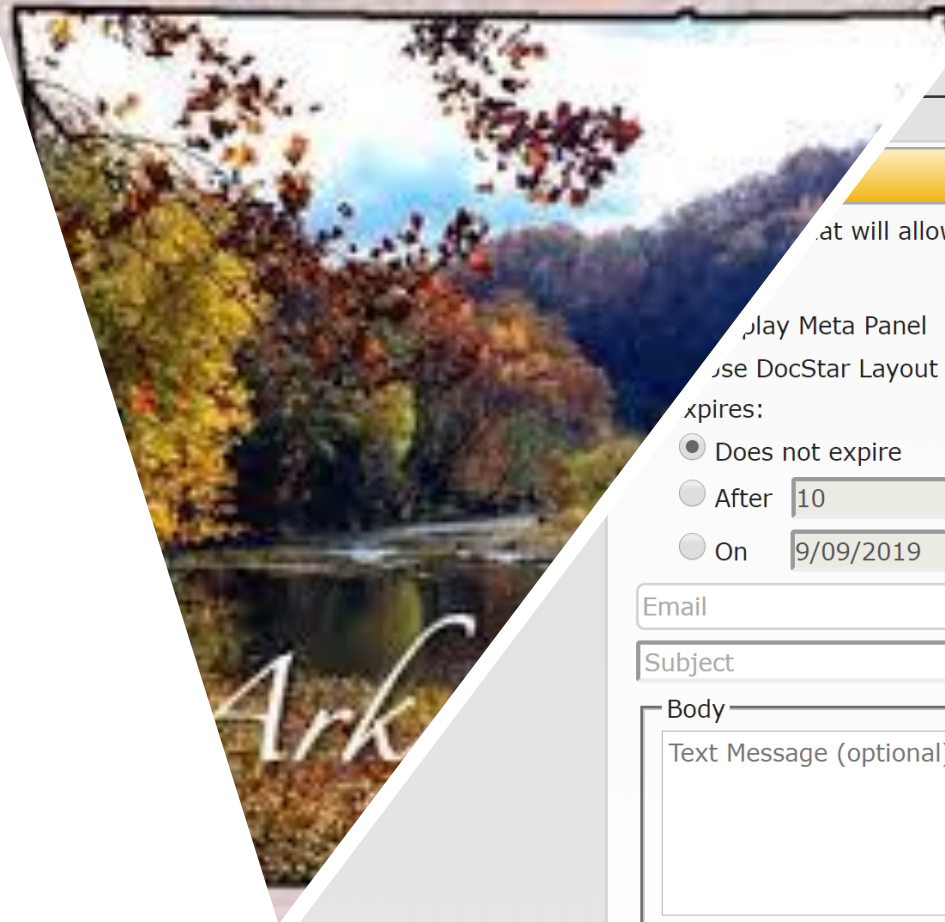 at will allow
play Meta Panel
Use DocStar Layout
xpires:
Does not expire
After 10
On 9/09/2019
Email
Subject
Body
Text Message (optional)
Ark